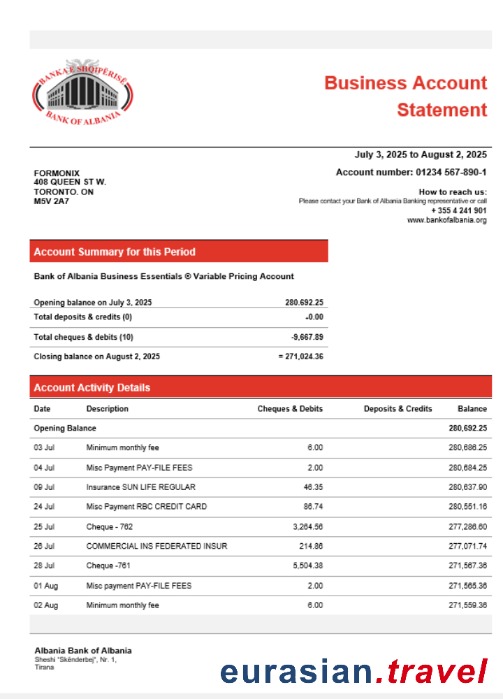 BANKA E SHQIPËRISË
BANK OF ALBANIA
Business Account
Statement
July 3, 2025 to August 2, 2025
Account number: 01234 567-890-1
FORMONIX
408 QUEEN ST W.
TORONTO. ON
M5V 2A7
How to reach us:
Please contact your Bank of Albania Banking representative or call
+ 355 4 241 901
www.bankofalbania.org
Account Summary for this Period
Bank of Albania Business Essentials ® Variable Pricing Account
Opening balance on July 3, 2025 280.692.25
Total deposits & credits (0) -0.00
Total cheques & debits (10) -9,667.89
Closing balance on August 2, 2025 = 271,024.36
Account Activity Details
Date Description Cheques & Debits Deposits & Credits Balance
Opening Balance 280,692.25
03 Jul Minimum monthly fee 6.00 280,686.25
04 Jul Misc Payment PAY-FILE FEES 2.00 280,684.25
09 Jul Insurance SUN LIFE REGULAR 46.35 280,637.90
24 Jul Misc Payment RBC CREDIT CARD 86.74 280,551.16
25 Jul Cheque - 762 3,264.56 277,286.60
26 Jul COMMERCIAL INS FEDERATED INSUR 214.86 277,071.74
28 Jul Cheque -761 5,504.38 271,567.36
01 Aug Misc payment PAY-FILE FEES 2.00 271,565.36
02 Aug Minimum monthly fee 6.00 271,559.36
Albania Bank of Albania
Sheshi "Skënderbej", Nr. 1,
Tirana
eurasian.travel